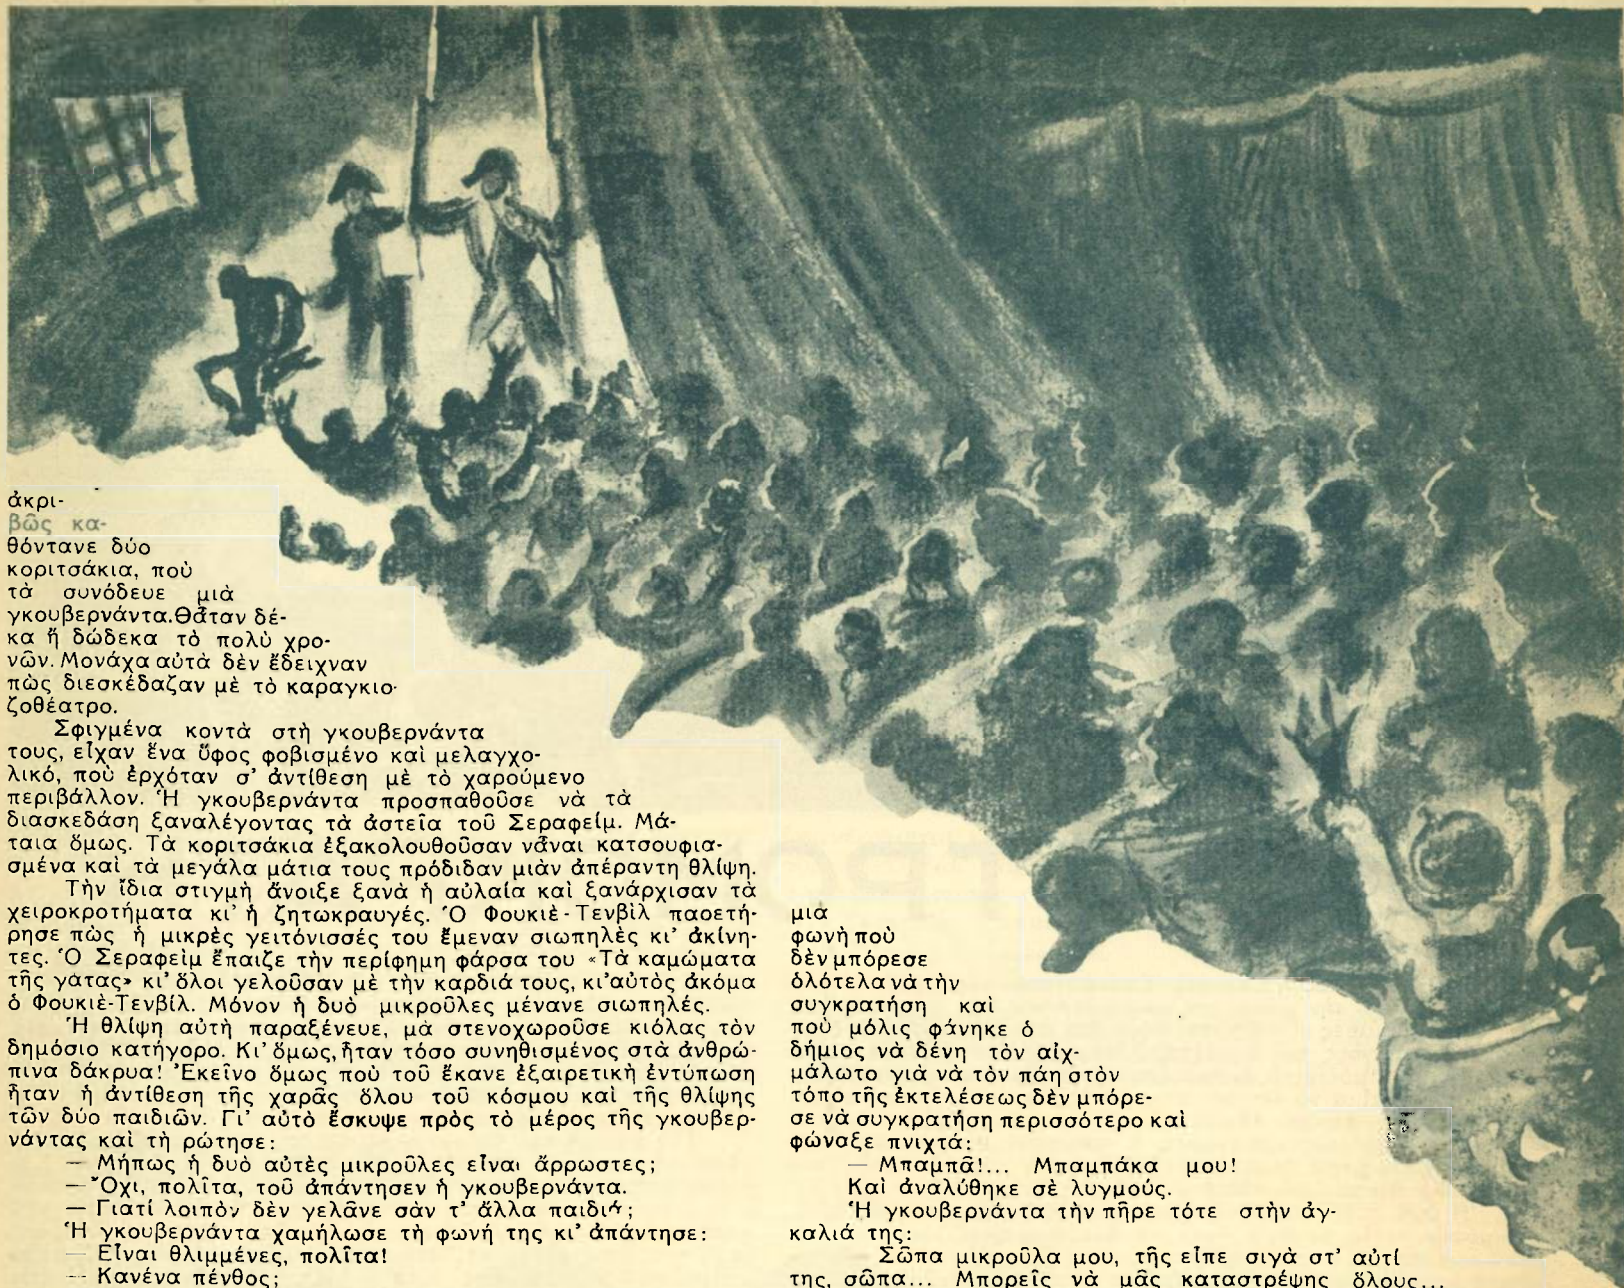 ἀκρι-
βῶς κα-
θόντανε δύο
κοριτσάκια, ποὺ
τὰ συνόδευε μιὰ
γκουβερνάντα.Θἆταν δέ-
κα ἢ δώδεκα τὸ πολὺ χρο-
νῶν. Μονάχα αὐτὰ δὲν ἔδειχναν
πὼς διεσκέδαζαν μὲ τὸ καραγκιο-
ζοθέατρο.
Σφιγμένα κοντὰ στὴ γκουβερνάντα
τους, εἶχαν ἕνα ὕφος φοβισμένο καὶ μελαγχο-
λικό, ποὺ ἐρχόταν σ' ἀντίθεση μὲ τὸ χαρούμενο
περιβάλλον. Ἡ γκουβερνάντα προσπαθοῦσε νὰ τὰ
διασκεδάση ξαναλέγοντας τὰ ἀστεῖα τοῦ Σεραφείμ. Μά-
ταια ὅμως. Τὰ κοριτσάκια ἐξακολουθοῦσαν νἆναι κατσουφια-
σμένα καὶ τὰ μεγάλα μάτια τους πρόδιδαν μιὰν ἀπέραντη θλίψη.
Τὴν ἴδια στιγμὴ ἄνοιξε ξανὰ ἡ αὐλαία καὶ ξανάρχισαν τὰ
χειροκροτήματα κι' ἡ ζητωκραυγές. Ὁ Φουκιὲ-Τενβὶλ παρετή-
ρησε πὼς ἡ μικρὲς γειτόνισσές του ἔμεναν σιωπηλὲς κι' ἀκίνη-
τες. Ὁ Σεραφεὶμ ἔπαιζε τὴν περίφημη φάρσα του «Τὰ καμώματα
τῆς γάτας» κι' ὅλοι γελοῦσαν μὲ τὴν καρδιά τους, κι'αὐτὸς ἀκόμα
ὁ Φουκιὲ-Τενβίλ. Μόνον ἡ δυὸ μικροῦλες μένανε σιωπηλές.
Ἡ θλίψη αὐτὴ παραξένευε, μὰ στενοχωροῦσε κιόλας τὸν
δημόσιο κατήγορο. Κι' ὅμως, ἦταν τόσο συνηθισμένος στὰ ἀνθρώ-
πινα δάκρυα! Ἐκεῖνο ὅμως ποὺ τοῦ ἔκανε ἐξαιρετικὴ ἐντύπωση
ἦταν ἡ ἀντίθεση τῆς χαρᾶς ὅλου τοῦ κόσμου καὶ τῆς θλίψης
τῶν δύο παιδιῶν. Γι' αὐτὸ ἔσκυψε πρὸς τὸ μέρος τῆς γκουβερ-
νάντας καὶ τὴ ρώτησε:
— Μήπως ἡ δυὸ αὐτὲς μικροῦλες εἶναι ἄρρωστες;
— Ὄχι, πολῖτα, τοῦ ἀπάντησεν ἡ γκουβερνάντα.
— Γιατί λοιπὸν δὲν γελᾶνε σὰν τ' ἄλλα παιδιά;
Ἡ γκουβερνάντα χαμήλωσε τὴ φωνή της κι' ἀπάντησε:
— Εἶναι θλιμμένες, πολῖτα!
— Κανένα πένθος;
μιὰ
φωνὴ ποὺ
δὲν μπόρεσε
ὁλότελα νὰ τὴν
συγκρατήση καὶ
ποὺ μόλις φάνηκε ὁ
δήμιος νὰ δένη τὸν αἰχ-
μάλωτο γιὰ νὰ τὸν πάη στὸν
τόπο τῆς ἐκτελέσεως δὲν μπόρε-
σε νὰ συγκρατήση περισσότερο καὶ
φώναξε πνιχτά:
— Μπαμπᾶ!... Μπαμπάκα μου!
Καὶ ἀναλύθηκε σὲ λυγμούς.
Ἡ γκουβερνάντα τὴν πῆρε τότε στὴν ἀγ-
καλιά της:
Σῶπα μικροῦλα μου, τῆς εἶπε σιγὰ στ' αὐτί
της, σῶπα... Μπορεῖς νὰ μᾶς καταστρέψης ὅλους...